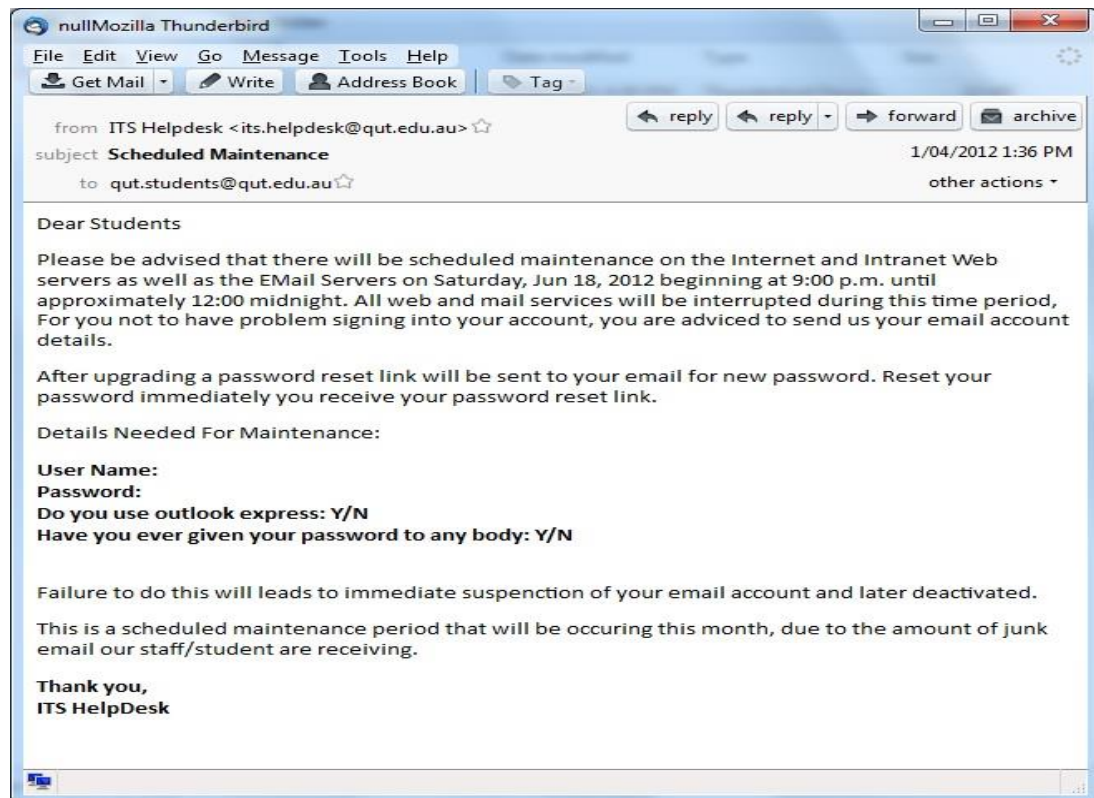 nullMozilla Thunderbird
File Edit View Go Message Tools Help
Get Mail Write Address Book Tag
from ITS Helpdesk <its.helpdesk@qut.edu.au> reply reply forward archive
subject Scheduled Maintenance 1/04/2012 1:36 PM
to qut.students@qut.edu.au other actions
Dear Students
Please be advised that there will be scheduled maintenance on the Internet and Intranet Web
servers as well as the EMail Servers on Saturday, Jun 18, 2012 beginning at 9:00 p.m. until
approximately 12:00 midnight. All web and mail services will be interrupted during this time period,
For you not to have problem signing into your account, you are adviced to send us your email account
details.
After upgrading a password reset link will be sent to your email for new password. Reset your
password immediately you receive your password reset link.
Details Needed For Maintenance:
User Name:
Password:
Do you use outlook express: Y/N
Have you ever given your password to any body: Y/N
Failure to do this will leads to immediate suspenction of your email account and later deactivated.
This is a scheduled maintenance period that will be occuring this month, due to the amount of junk
email our staff/student are receiving.
Thank you,
ITS HelpDesk